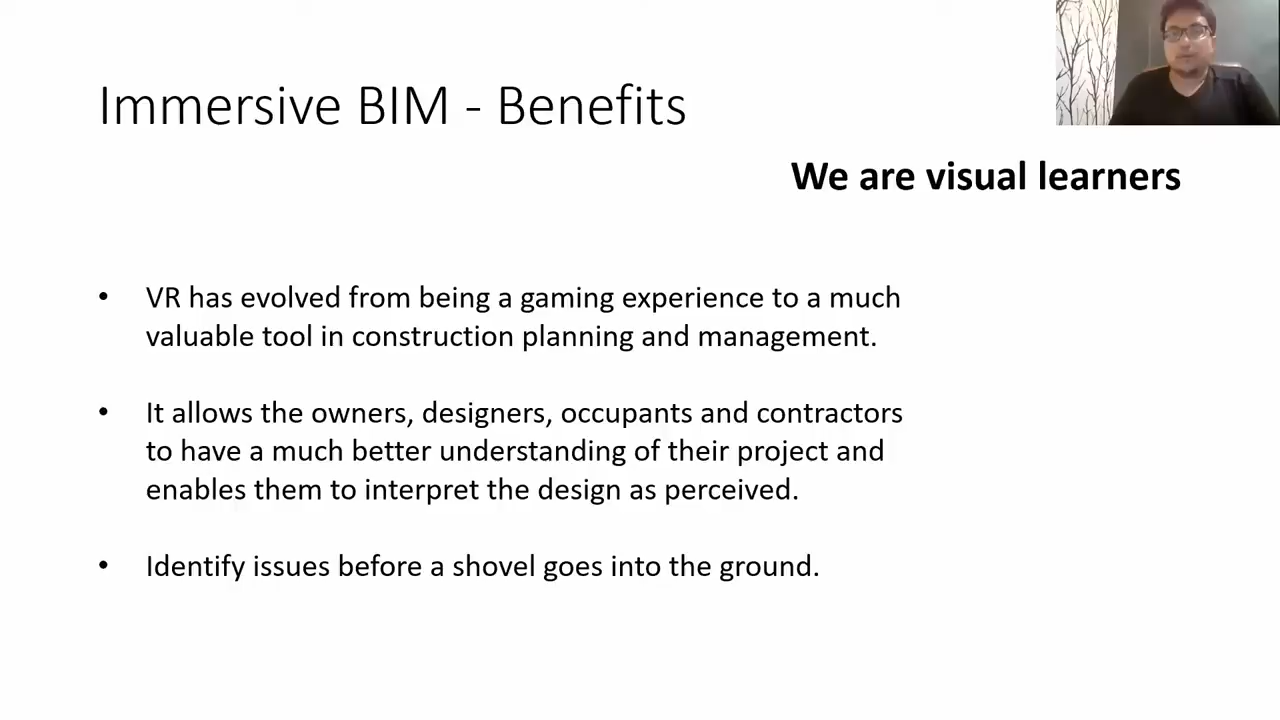 Immersive BIM - Benefits
We are visual learners
• VR has evolved from being a gaming experience to a much
valuable tool in construction planning and management.
• It allows the owners, designers, occupants and contractors
to have a much better understanding of their project and
enables them to interpret the design as perceived.
• Identify issues before a shovel goes into the ground.